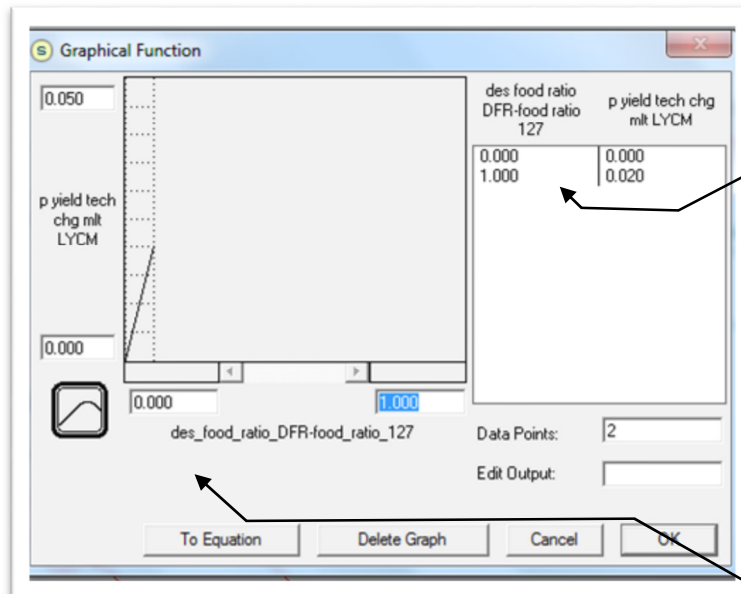 S Graphical Function
0.050
p yield tech
chg mlt
LYCM
0.000
0.000
1.000
des_food_ratio_DFR-food_ratio_127
des food ratio
DFR-food ratio
127
p yield tech chg
mlt LYCM
0.000 0.000
1.000 0.020
Data Points: 2
Edit Output:
To Equation Delete Graph Cancel OK